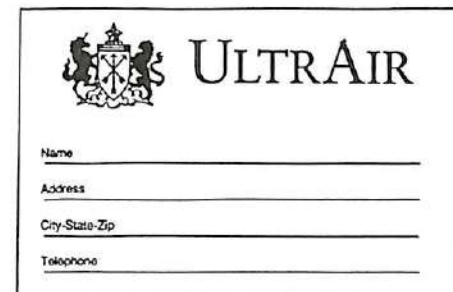 ULTRAIR
Name
Address
City-State-Zip
Telephone